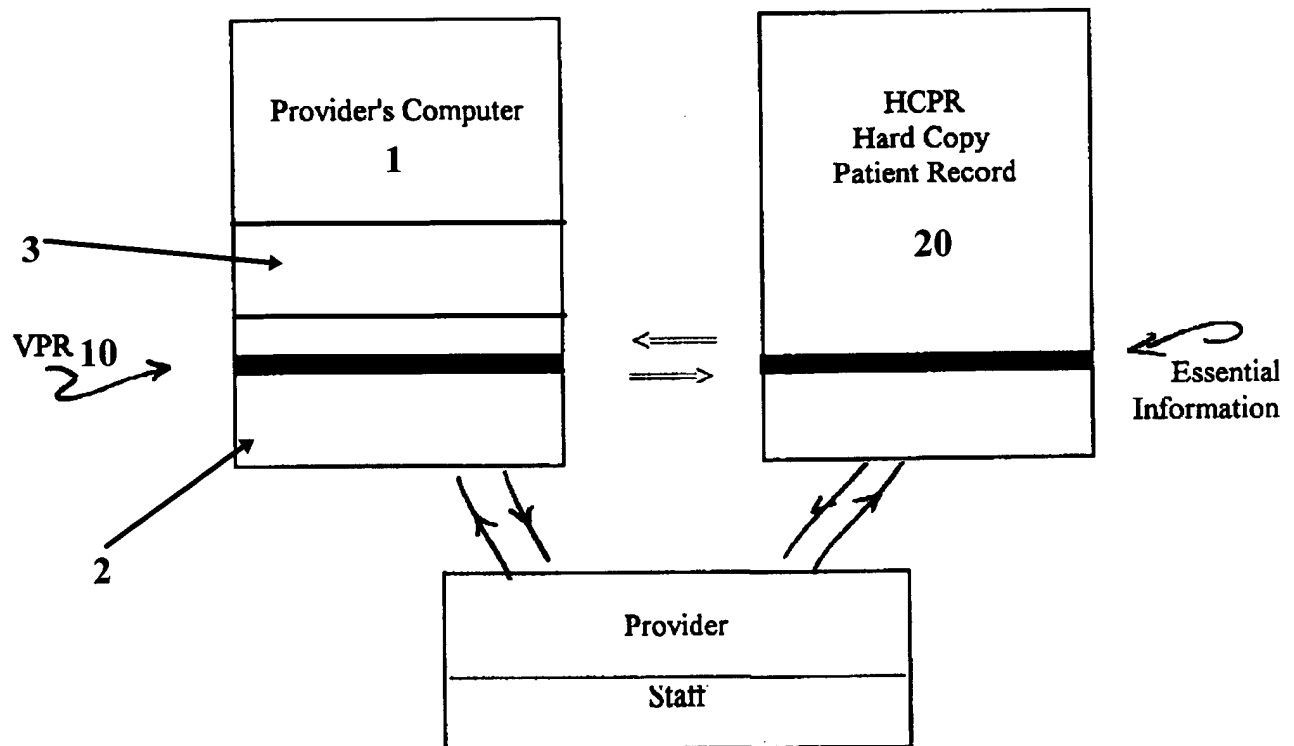 Provider's Computer
1
HCPR
Hard Copy
Patient Record
20
3
VPR 10
Essential
Information
2
Provider
Staff